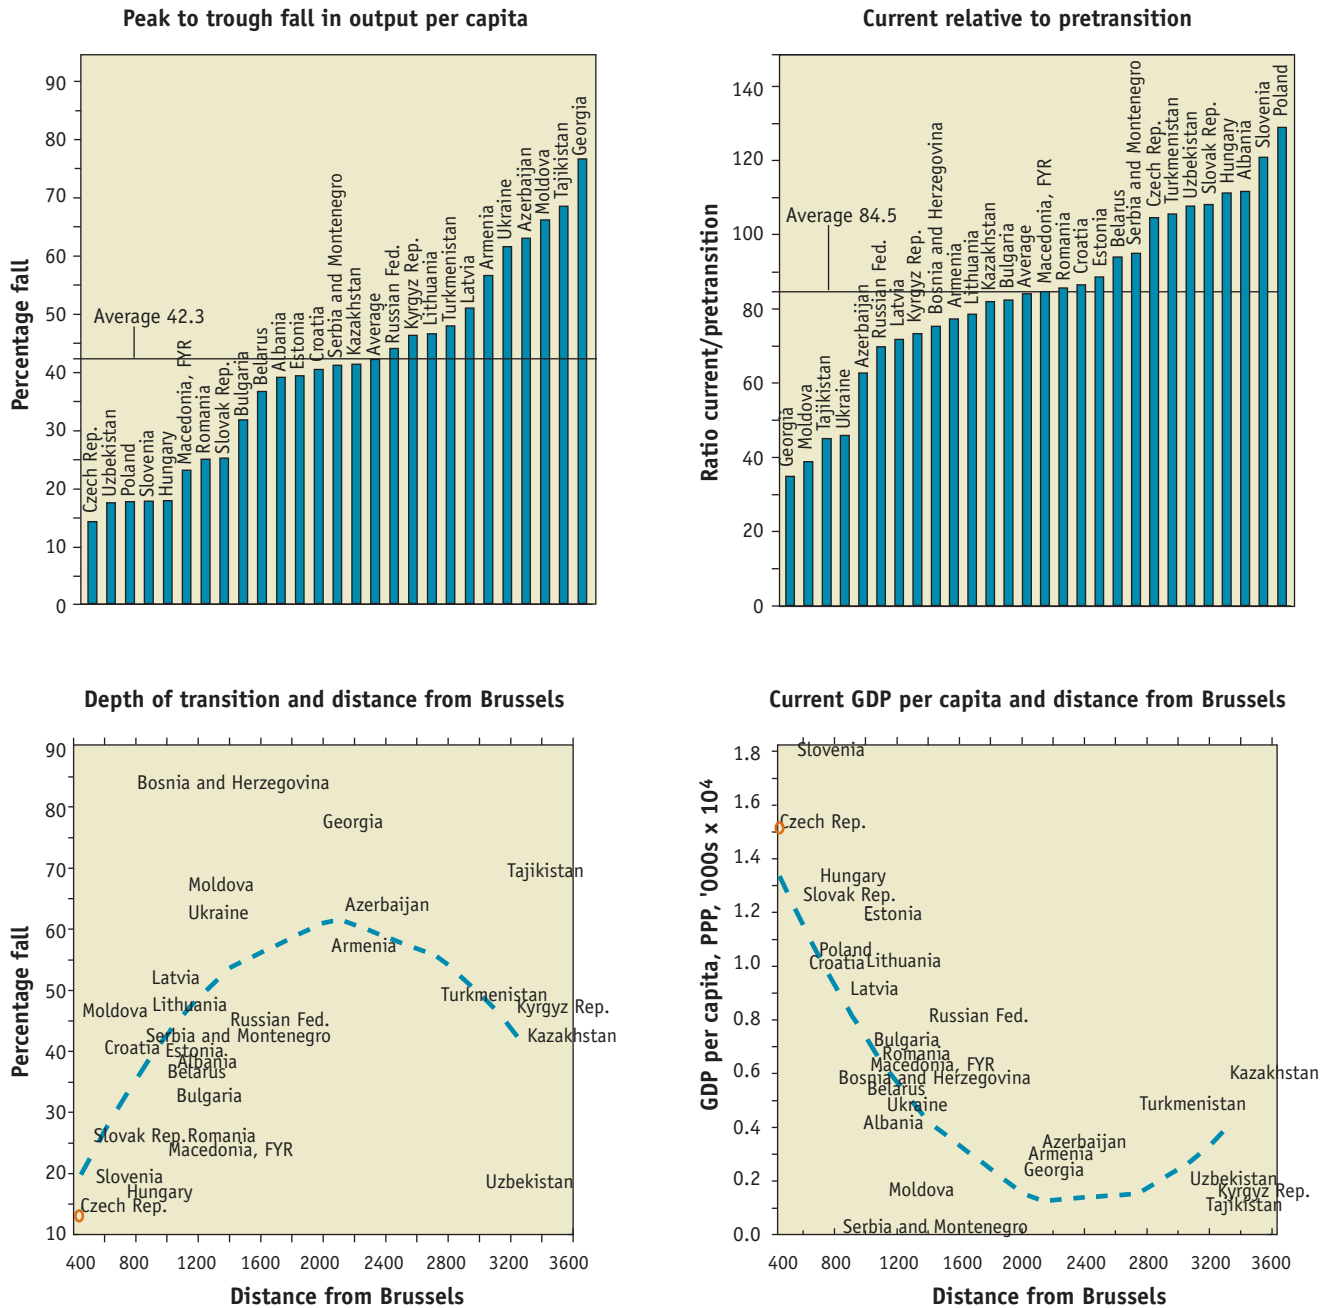 Peak to trough fall in output per capita
Percentage fall
90
80
70
60
50
40
30
20
10
0
Average 42.3
Czech Rep.
Uzbekistan
Poland
Slovenia
Hungary
Macedonia, FYR
Romania
Slovak Rep.
Bulgaria
Belarus
Albania
Estonia
Croatia
Serbia and Montenegro
Kazakhstan
Average
Russian Fed.
Kyrgyz Rep.
Lithuania
Turkmenistan
Latvia
Armenia
Ukraine
Azerbaijan
Moldova
Tajikistan
Georgia
Current relative to pretransition
Ratio current/pretransition
140
120
100
80
60
40
20
0
Average 84.5
Georgia
Moldova
Tajikistan
Ukraine
Azerbaijan
Russian Fed.
Latvia
Kyrgyz Rep.
Bosnia and Herzegovina
Armenia
Lithuania
Kazakhstan
Bulgaria
Average
Macedonia, FYR
Romania
Croatia
Estonia
Belarus
Serbia and Montenegro
Czech Rep.
Turkmenistan
Uzbekistan
Slovak Rep.
Hungary
Albania
Slovenia
Poland
Depth of transition and distance from Brussels
Percentage fall
90
80
70
60
50
40
30
20
10
Bosnia and Herzegovina
Georgia
Tajikistan
Moldova
Azerbaijan
Ukraine
Armenia
Latvia
Turkmenistan
Lithuania
Kyrgyz Rep.
Moldova
Russian Fed.
Serbia and Montenegro
Kazakhstan
Croatia
Estonia
Albania
Belarus
Bulgaria
Slovak Rep.
Romania
Macedonia, FYR
Slovenia
Uzbekistan
Hungary
Czech Rep.
400 800 1200 1600 2000 2400 2800 3200 3600
Distance from Brussels
Current GDP per capita and distance from Brussels
GDP per capita, PPP, '000s x 10⁴
1.8
1.6
1.4
1.2
1.0
0.8
0.6
0.4
0.2
0.0
Slovenia
Czech Rep.
Hungary
Slovak Rep.
Estonia
Poland
Croatia
Lithuania
Latvia
Russian Fed.
Bulgaria
Romania
Macedonia, FYR
Kazakhstan
Bosnia and Herzegovina
Belarus
Ukraine
Turkmenistan
Albania
Azerbaijan
Armenia
Georgia
Uzbekistan
Moldova
Kyrgyz Rep.
Tajikistan
Serbia and Montenegro
400 800 1200 1600 2000 2400 2800 3200 3600
Distance from Brussels